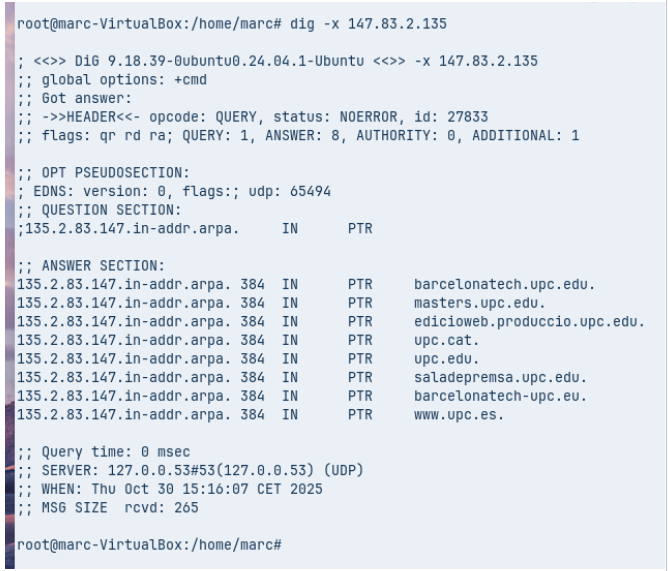 root@marc-VirtualBox:/home/marc# dig -x 147.83.2.135
; <<>> DiG 9.18.39-0ubuntu0.24.04.1-Ubuntu <<>> -x 147.83.2.135
;; global options: +cmd
;; Got answer:
;; ->>HEADER<<- opcode: QUERY, status: NOERROR, id: 27833
;; flags: qr rd ra; QUERY: 1, ANSWER: 8, AUTHORITY: 0, ADDITIONAL: 1
;; OPT PSEUDOSECTION:
; EDNS: version: 0, flags:; udp: 65494
;; QUESTION SECTION:
;135.2.83.147.in-addr.arpa. IN PTR
;; ANSWER SECTION:
135.2.83.147.in-addr.arpa. 384 IN PTR barcelonatech.upc.edu.
135.2.83.147.in-addr.arpa. 384 IN PTR masters.upc.edu.
135.2.83.147.in-addr.arpa. 384 IN PTR edicioweb.produccio.upc.edu.
135.2.83.147.in-addr.arpa. 384 IN PTR upc.cat.
135.2.83.147.in-addr.arpa. 384 IN PTR upc.edu.
135.2.83.147.in-addr.arpa. 384 IN PTR saladepremsa.upc.edu.
135.2.83.147.in-addr.arpa. 384 IN PTR barcelonatech-upc.eu.
135.2.83.147.in-addr.arpa. 384 IN PTR www.upc.es.
;; Query time: 0 msec
;; SERVER: 127.0.0.53#53(127.0.0.53) (UDP)
;; WHEN: Thu Oct 30 15:16:07 CET 2025
;; MSG SIZE rcvd: 265
root@marc-VirtualBox:/home/marc#